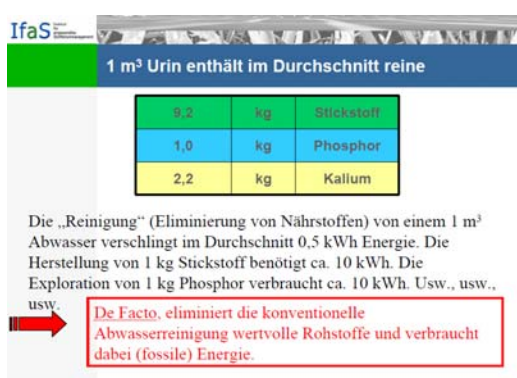 IfaS
1 m³ Urin enthält im Durchschnitt reine
9,2 kg Stickstoff
1,0 kg Phosphor
2,2 kg Kalium
Die „Reinigung“ (Eliminierung von Nährstoffen) von einem 1 m³
Abwasser verschlingt im Durchschnitt 0,5 kWh Energie. Die
Herstellung von 1 kg Stickstoff benötigt ca. 10 kWh. Die
Exploration von 1 kg Phosphor verbraucht ca. 10 kWh. Usw., usw.,
usw.
De Facto, eliminiert die konventionelle
Abwasserreinigung wertvolle Rohstoffe und verbraucht
dabei (fossile) Energie.